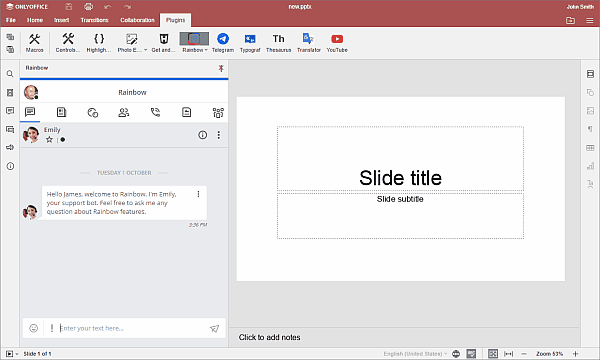 ONLYOFFICE
new.pptx
John Smith
File Home Insert Transitions Collaboration Plugins
Macros Controls... Highligh... Photo E... Get and... Rainbow Telegram Typograf Thesaurus Translator YouTube
Rainbow
Rainbow
Emily
TUESDAY 1 OCTOBER
Hello James, welcome to Rainbow. I'm Emily,
your support bot. Feel free to ask me any
question about Rainbow features.
3:36 PM
Enter your text here...
Slide title
Slide subtitle
Click to add notes
Slide 1 of 1
English (United States)
Zoom 53%